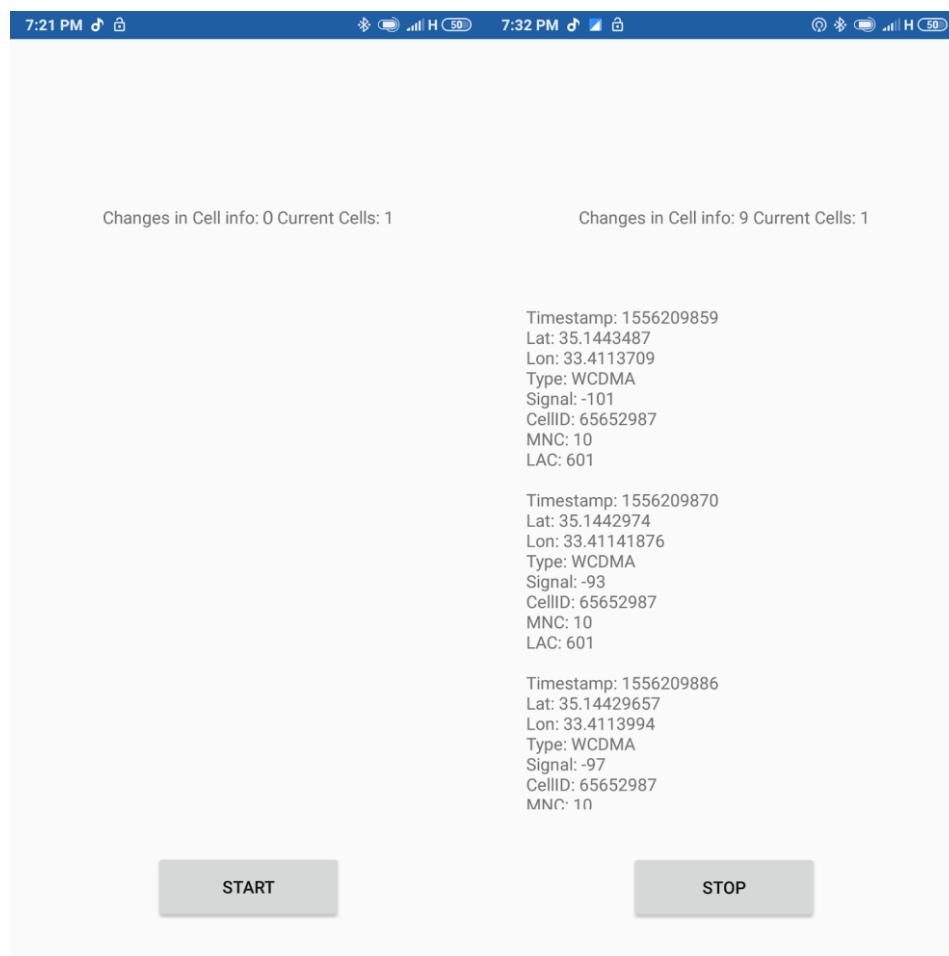 7:21 PM
H 50
Changes in Cell info: 0 Current Cells: 1
START
7:32 PM
H 50
Changes in Cell info: 9 Current Cells: 1
Timestamp: 1556209859
Lat: 35.1443487
Lon: 33.4113709
Type: WCDMA
Signal: -101
CellID: 65652987
MNC: 10
LAC: 601
Timestamp: 1556209870
Lat: 35.1442974
Lon: 33.41141876
Type: WCDMA
Signal: -93
CellID: 65652987
MNC: 10
LAC: 601
Timestamp: 1556209886
Lat: 35.14429657
Lon: 33.4113994
Type: WCDMA
Signal: -97
CellID: 65652987
MNC: 10
STOP